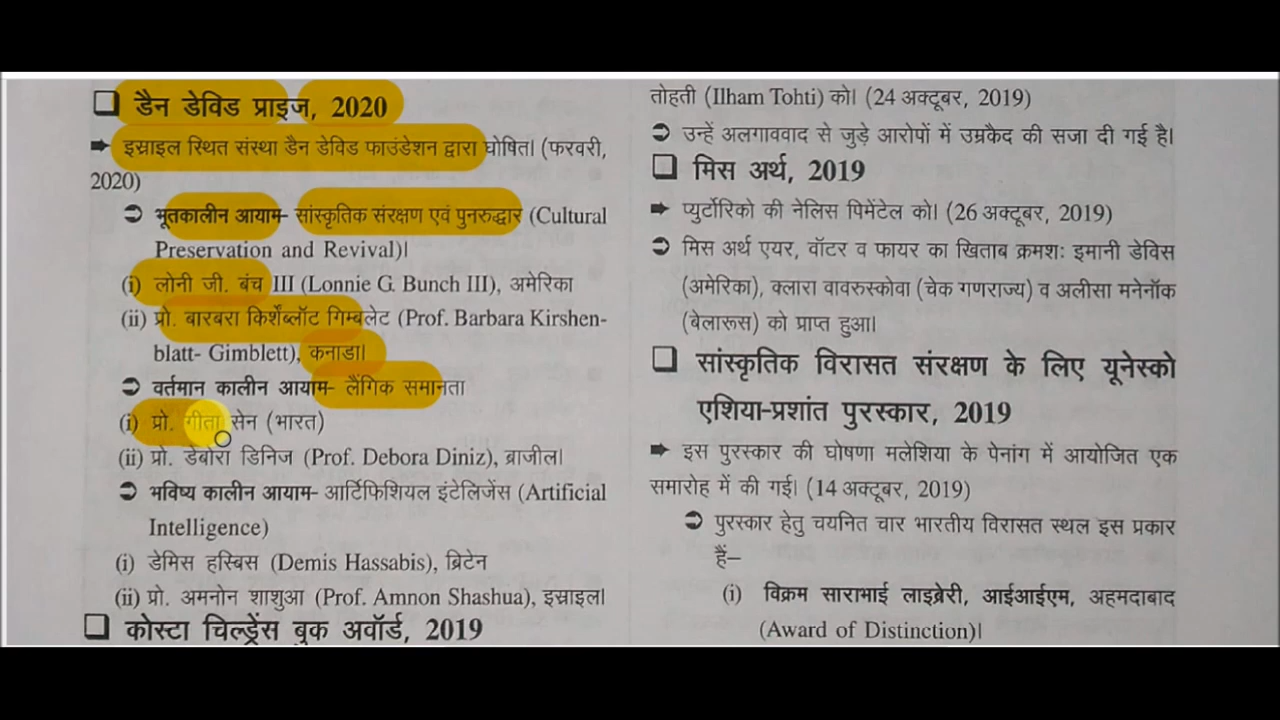 ❑ डैन डेविड प्राइज, 2020
➡ इस्राइल स्थित संस्था डैन डेविड फाउंडेशन द्वारा घोषित। (फरवरी,
2020)
➲ भूतकालीन आयाम- सांस्कृतिक संरक्षण एवं पुनरुद्धार (Cultural
Preservation and Revival)।
(i) लोनी जी. बंच III (Lonnie G. Bunch III), अमेरिका
(ii) प्रो. बारबरा किर्शेंब्लॉट गिम्बलेट (Prof. Barbara Kirshen-
blatt- Gimblett), कनाडा।
➲ वर्तमान कालीन आयाम- लैंगिक समानता
(i) प्रो. गीता सेन (भारत)
(ii) प्रो. डेबोरा डिनिज (Prof. Debora Diniz), ब्राजील।
➲ भविष्य कालीन आयाम- आर्टिफिशियल इंटेलिजेंस (Artificial
Intelligence)
(i) डेमिस हस्बिस (Demis Hassabis), ब्रिटेन
(ii) प्रो. अमनोन शाशुआ (Prof. Amnon Shashua), इस्राइल।
❑ कोस्टा चिल्ड्रेंस बुक अवॉर्ड, 2019
तोहती (Ilham Tohti) को। (24 अक्टूबर, 2019)
➲ उन्हें अलगाववाद से जुड़े आरोपों में उम्रकैद की सजा दी गई है।
❑ मिस अर्थ, 2019
➡ प्युर्टोरिको की नेलिस पिमेंटेल को। (26 अक्टूबर, 2019)
➲ मिस अर्थ एयर, वॉटर व फायर का खिताब क्रमशः इमानी डेविस
(अमेरिका), क्लारा वावरुस्कोवा (चेक गणराज्य) व अलीसा मनेनॉक
(बेलारूस) को प्राप्त हुआ।
❑ सांस्कृतिक विरासत संरक्षण के लिए यूनेस्को
एशिया-प्रशांत पुरस्कार, 2019
➡ इस पुरस्कार की घोषणा मलेशिया के पेनांग में आयोजित एक
समारोह में की गई। (14 अक्टूबर, 2019)
➲ पुरस्कार हेतु चयनित चार भारतीय विरासत स्थल इस प्रकार
हैं–
(i) विक्रम साराभाई लाइब्रेरी, आईआईएम, अहमदाबाद
(Award of Distinction)।